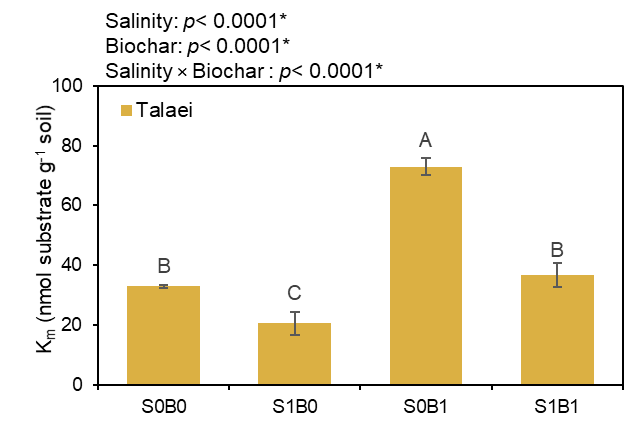 Salinity: p< 0.0001*
Biochar: p< 0.0001*
Salinity × Biochar : p< 0.0001*
Talaei
Km (nmol substrate g⁻¹ soil)
100
80
60
40
20
0
B
C
A
B
S0B0 S1B0 S0B1 S1B1